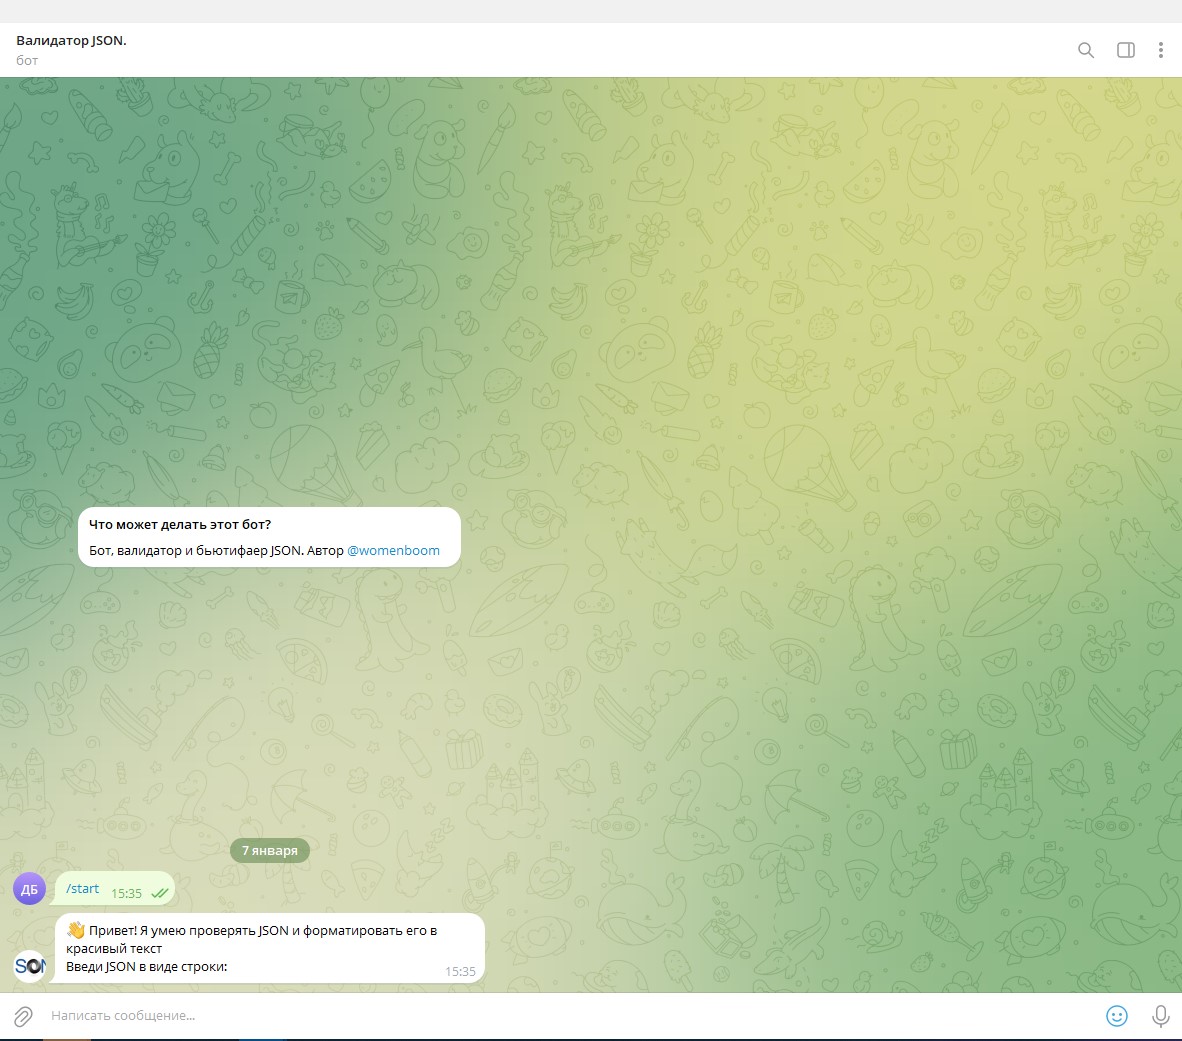 Валидатор JSON.
бот
Что может делать этот бот?
Бот, валидатор и бьютифаер JSON. Автор @womenboom
7 января
ДБ
/start 15:35
👋 Привет! Я умею проверять JSON и форматировать его в
красивый текст
Введи JSON в виде строки:
15:35
Написать сообщение...